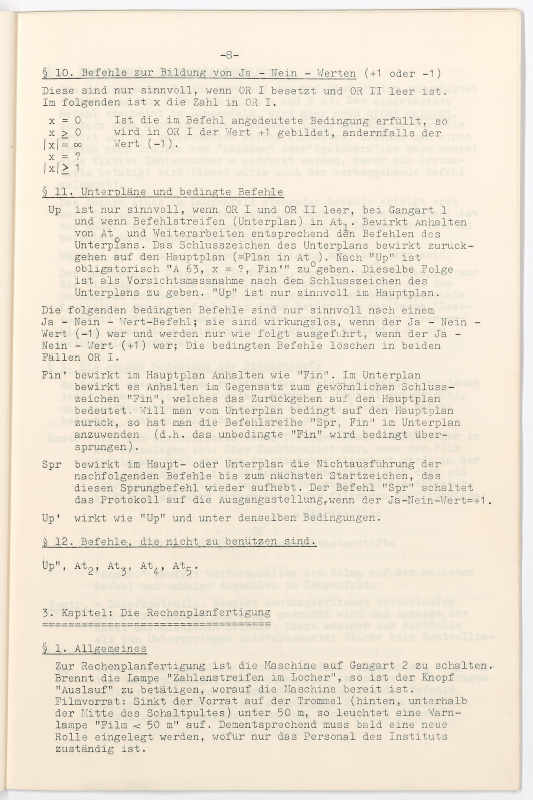 -8-
§ 10. Befehle zur Bildung von Ja - Nein - Werten (+1 oder -1)
Diese sind nur sinnvoll, wenn OR I besetzt und OR II leer ist.
Im folgenden ist x die Zahl in OR I.
x = 0 Ist die im Befehl angedeutete Bedingung erfüllt, so
x ≥ 0 wird in OR I der Wert +1 gebildet, andernfalls der
|x| = ∞ Wert (-1).
x = ?
|x| ≥ 1
§ 11. Unterpläne und bedingte Befehle
Up ist nur sinnvoll, wenn OR I und OR II leer, bei Gangart 1
und wenn Befehlstreifen (Unterplan) in At₁. Bewirkt Anhalten
von At₀ und Weiterarbeiten entsprechend den Befehlen des
Unterplans. Das Schlusszeichen des Unterplans bewirkt zurück-
gehen auf den Hauptplan (=Plan in At₀). Nach "Up" ist
obligatorisch "A 63, x = ?, Fin'" zu geben. Dieselbe Folge
ist als Vorsichtsmassnahme nach dem Schlusszeichen des
Unterplans zu geben. "Up" ist nur sinnvoll im Hauptplan.
Die folgenden bedingten Befehle sind nur sinnvoll nach einem
Ja - Nein - Wert-Befehl; sie sind wirkungslos, wenn der Ja - Nein -
Wert (-1) war und werden nur wie folgt ausgeführt, wenn der Ja -
Nein - Wert (+1) war; Die bedingten Befehle löschen in beiden
Fällen OR I.
Fin' bewirkt im Hauptplan Anhalten wie "Fin". Im Unterplan
bewirkt es Anhalten im Gegensatz zum gewöhnlichen Schluss-
zeichen "Fin", welches das Zurückgehen auf den Hauptplan
bedeutet. Will man vom Unterplan bedingt auf den Hauptplan
zurück, so hat man die Befehlsreihe "Spr, Fin" im Unterplan
anzuwenden (d.h. das unbedingte "Fin" wird bedingt über-
sprungen).
Spr bewirkt im Haupt- oder Unterplan die Nichtausführung der
nachfolgenden Befehle bis zum nächsten Startzeichen, das
diesen Sprungbefehl wieder aufhebt. Der Befehl "Spr" schaltet
das Protokoll auf die Ausgangsstellung,wenn der Ja-Nein-Wert=+1.
Up' wirkt wie "Up" und unter denselben Bedingungen.
§ 12. Befehle, die nicht zu benützen sind.
Up", At₂, At₃, At₄, At₅.
3. Kapitel: Die Rechenplanfertigung
===================================
§ 1. Allgemeines
Zur Rechenplanfertigung ist die Maschine auf Gangart 2 zu schalten.
Brennt die Lampe "Zahlenstreifen im Locher", so ist der Knopf
"Auslauf" zu betätigen, worauf die Maschine bereit ist.
Filmvorrat: Sinkt der Vorrat auf der Trommel (hinten, unterhalb
der Mitte des Schaltpultes) unter 50 m, so leuchtet eine Warn-
lampe "Film < 50 m" auf. Dementsprechend muss bald eine neue
Rolle eingelegt werden, wofür nur das Personal des Instituts
zuständig ist.